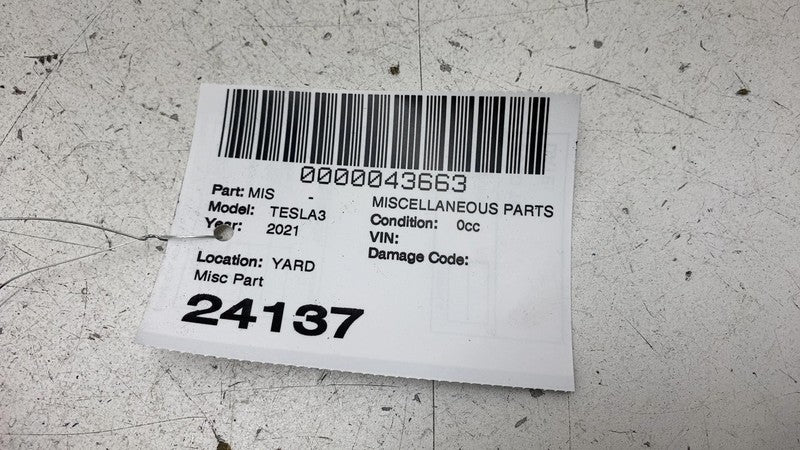 0000043663
Part: MIS - MISCELLANEOUS PARTS
Model: TESLA3 Condition: 0cc
Year: 2021 VIN:
Damage Code:
Location: YARD
Misc Part
24137